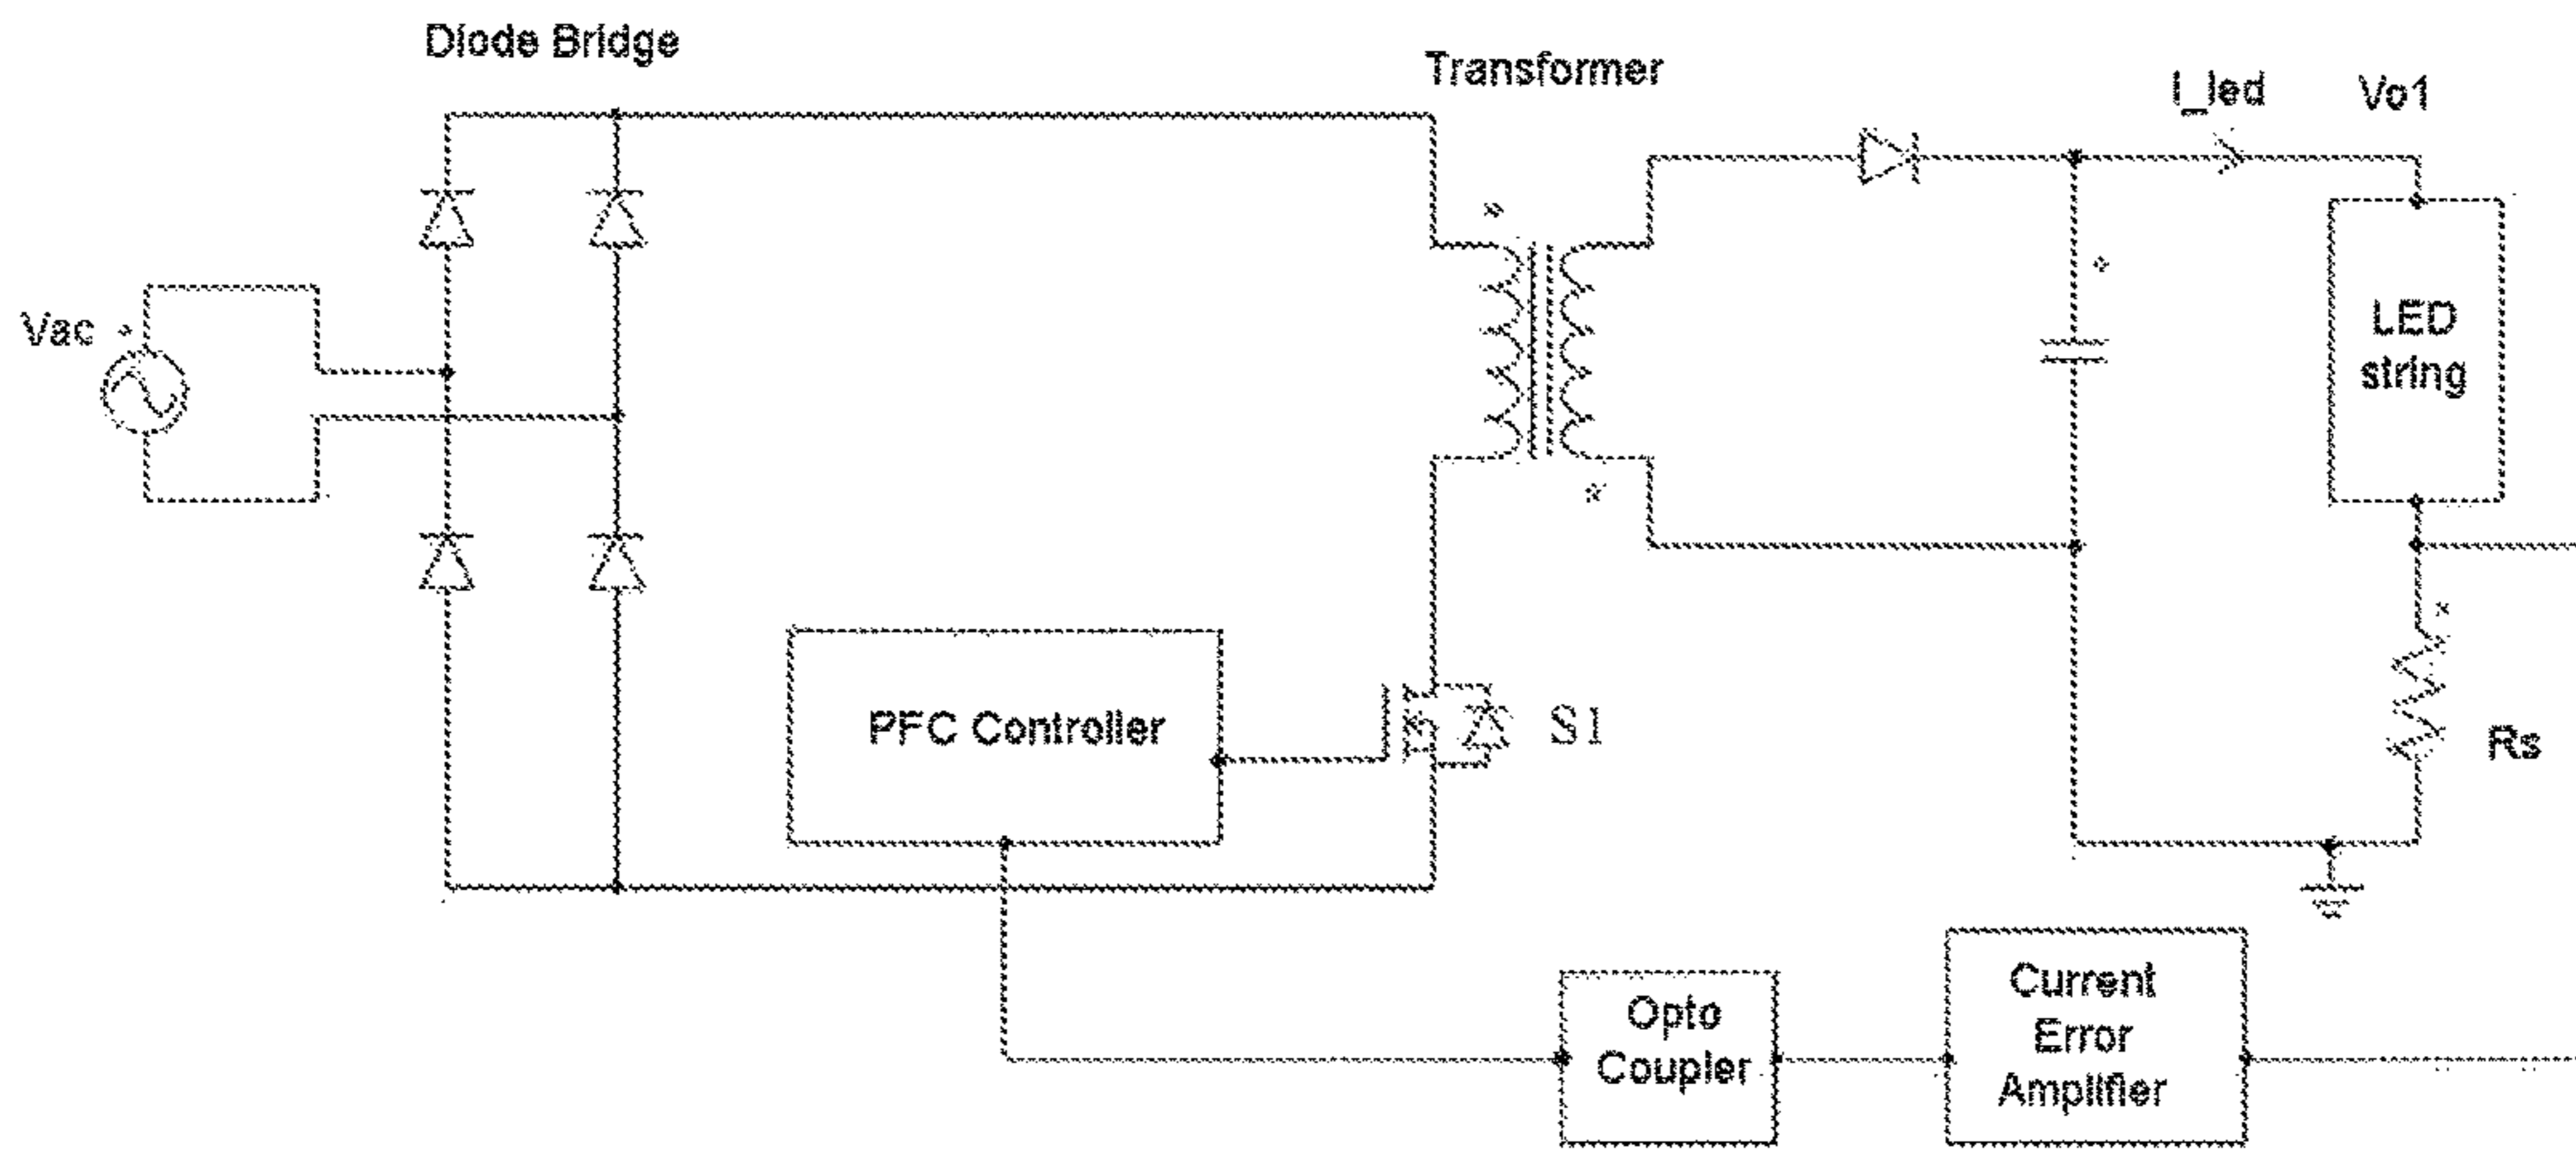 Diode Bridge
Transformer
I_led
Vo1
Vac
LED
string
PFC Controller
S1
Rs
Opto
Coupler
Current
Error
Amplifier